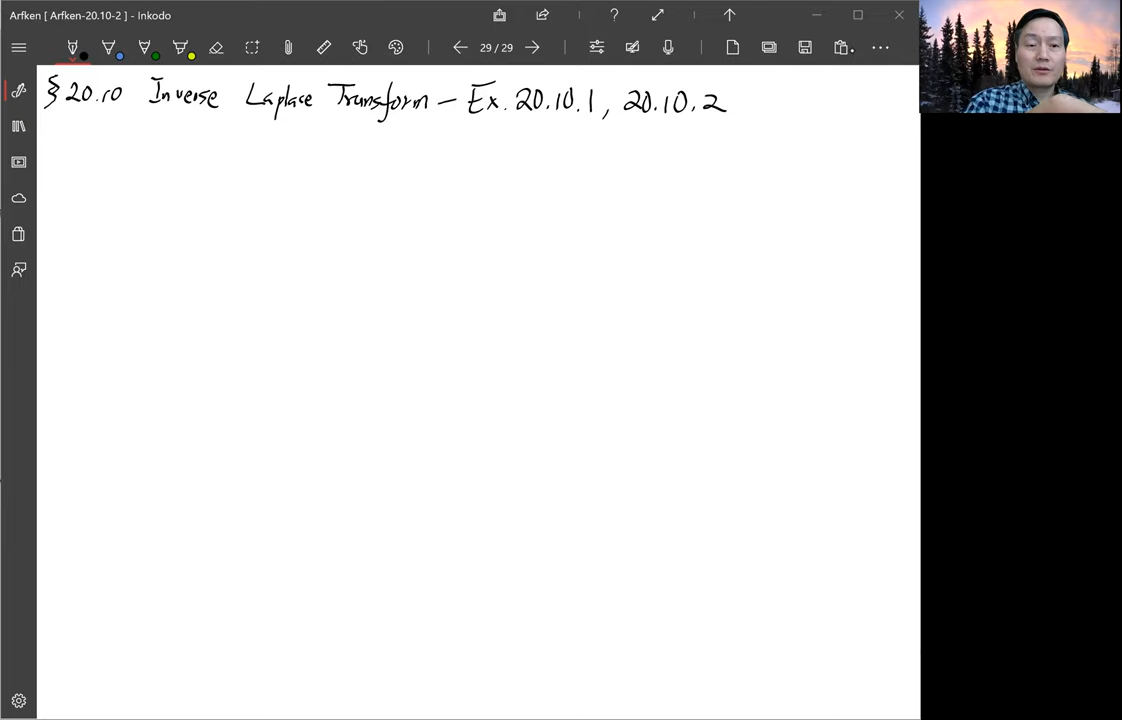 Arfken [ Arfken-20.10-2 ] - Inkodo
29 / 29
§ 20.10 Inverse Laplace Transform – Ex. 20.10.1, 20.10.2